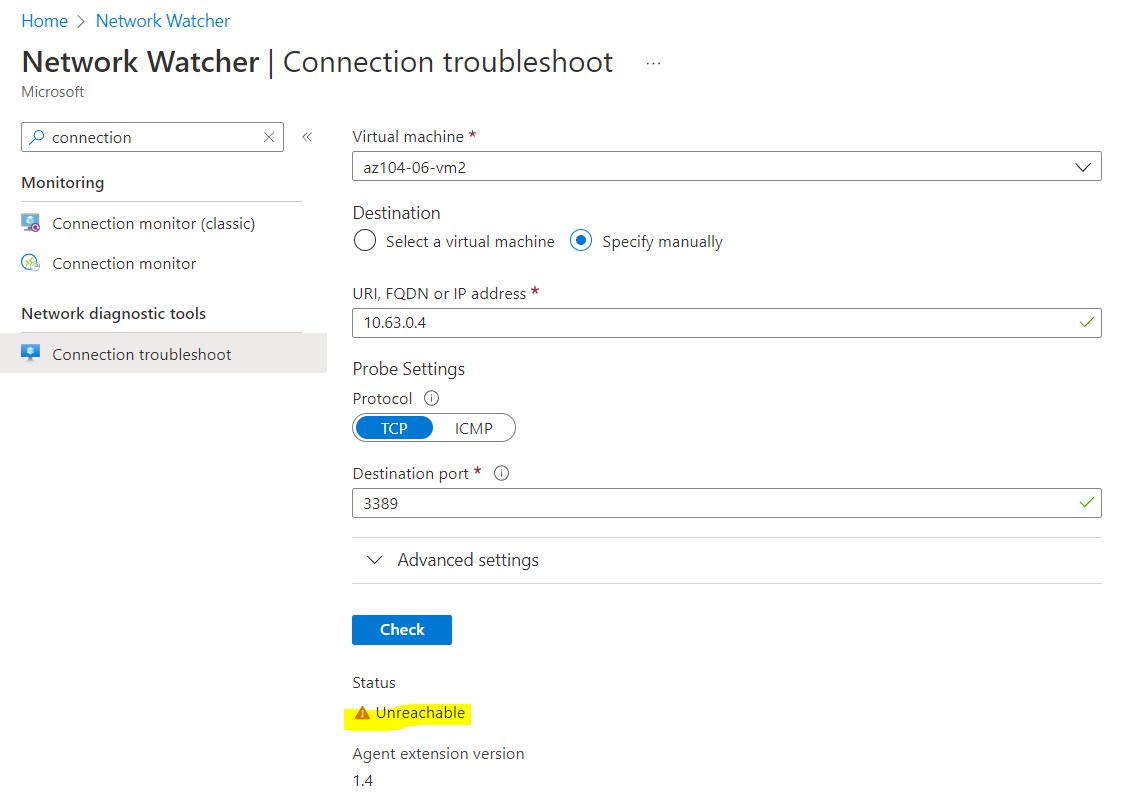 Home > Network Watcher
Network Watcher | Connection troubleshoot ...
Microsoft
connection
Monitoring
Connection monitor (classic)
Connection monitor
Network diagnostic tools
Connection troubleshoot
Virtual machine *
az104-06-vm2
Destination
Select a virtual machine Specify manually
URI, FQDN or IP address *
10.63.0.4
Probe Settings
Protocol
TCP ICMP
Destination port *
3389
Advanced settings
Check
Status
Unreachable
Agent extension version
1.4